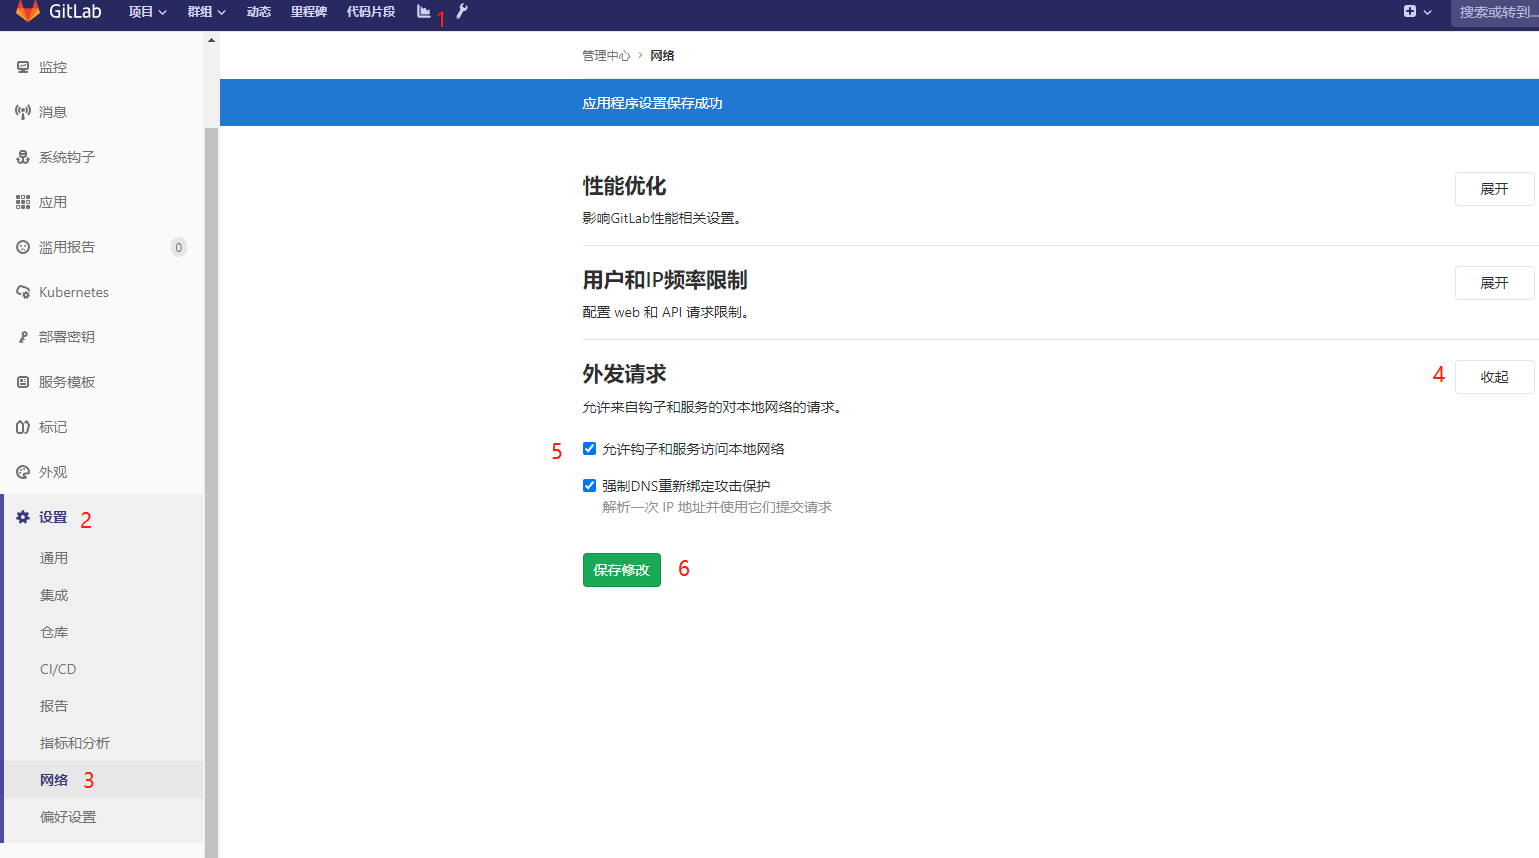 GitLab 项目 群组 动态 里程碑 代码片段 1 搜索或转到...
监控
消息
系统钩子
应用
滥用报告 0
Kubernetes
部署密钥
服务模板
标记
外观
设置 2
通用
集成
仓库
CI/CD
报告
指标和分析
网络 3
偏好设置
管理中心 › 网络
应用程序设置保存成功
性能优化
展开
影响GitLab性能相关设置。
用户和IP频率限制
展开
配置 web 和 API 请求限制。
外发请求
4 收起
允许来自钩子和服务的对本地网络的请求。
5 允许钩子和服务访问本地网络
强制DNS重新绑定攻击保护
解析一次 IP 地址并使用它们提交请求
保存修改 6